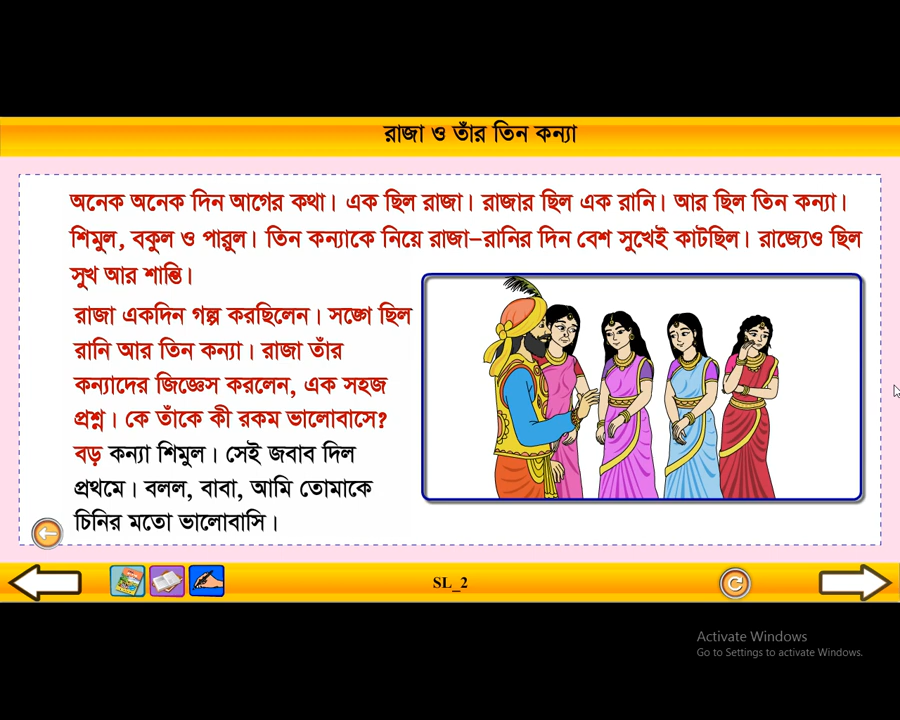 রাজা ও তাঁর তিন কন্যা
অনেক অনেক দিন আগের কথা। এক ছিল রাজা। রাজার ছিল এক রানি। আর ছিল তিন কন্যা।
শিমুল, বকুল ও পারুল। তিন কন্যাকে নিয়ে রাজা–রানির দিন বেশ সুখেই কাটছিল। রাজ্যেও ছিল
সুখ আর শান্তি।
রাজা একদিন গল্প করছিলেন। সঙ্গে ছিল
রানি আর তিন কন্যা। রাজা তাঁর
কন্যাদের জিজ্ঞেস করলেন, এক সহজ
প্রশ্ন। কে তাঁকে কী রকম ভালোবাসে?
বড় কন্যা শিমুল। সেই জবাব দিল
প্রথমে। বলল, বাবা, আমি তোমাকে
চিনির মতো ভালোবাসি।
SL_2
Activate Windows
Go to Settings to activate Windows.